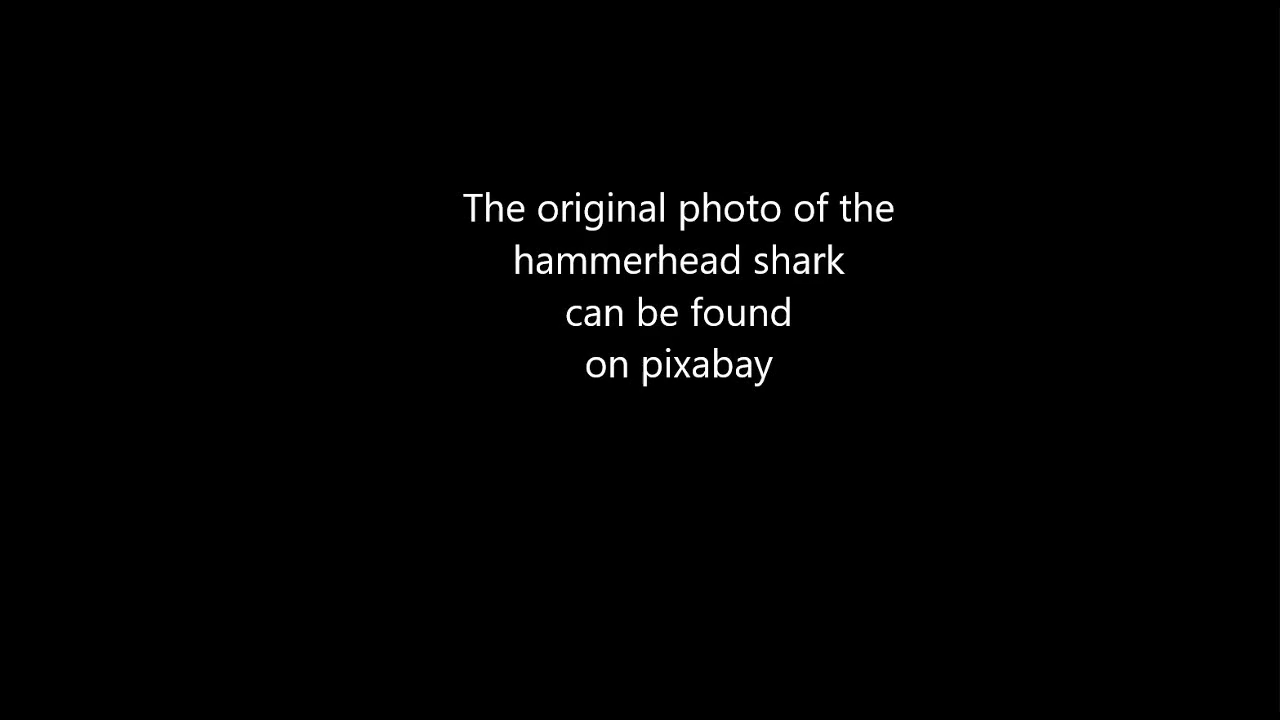 The original photo of the
hammerhead shark
can be found
on pixabay